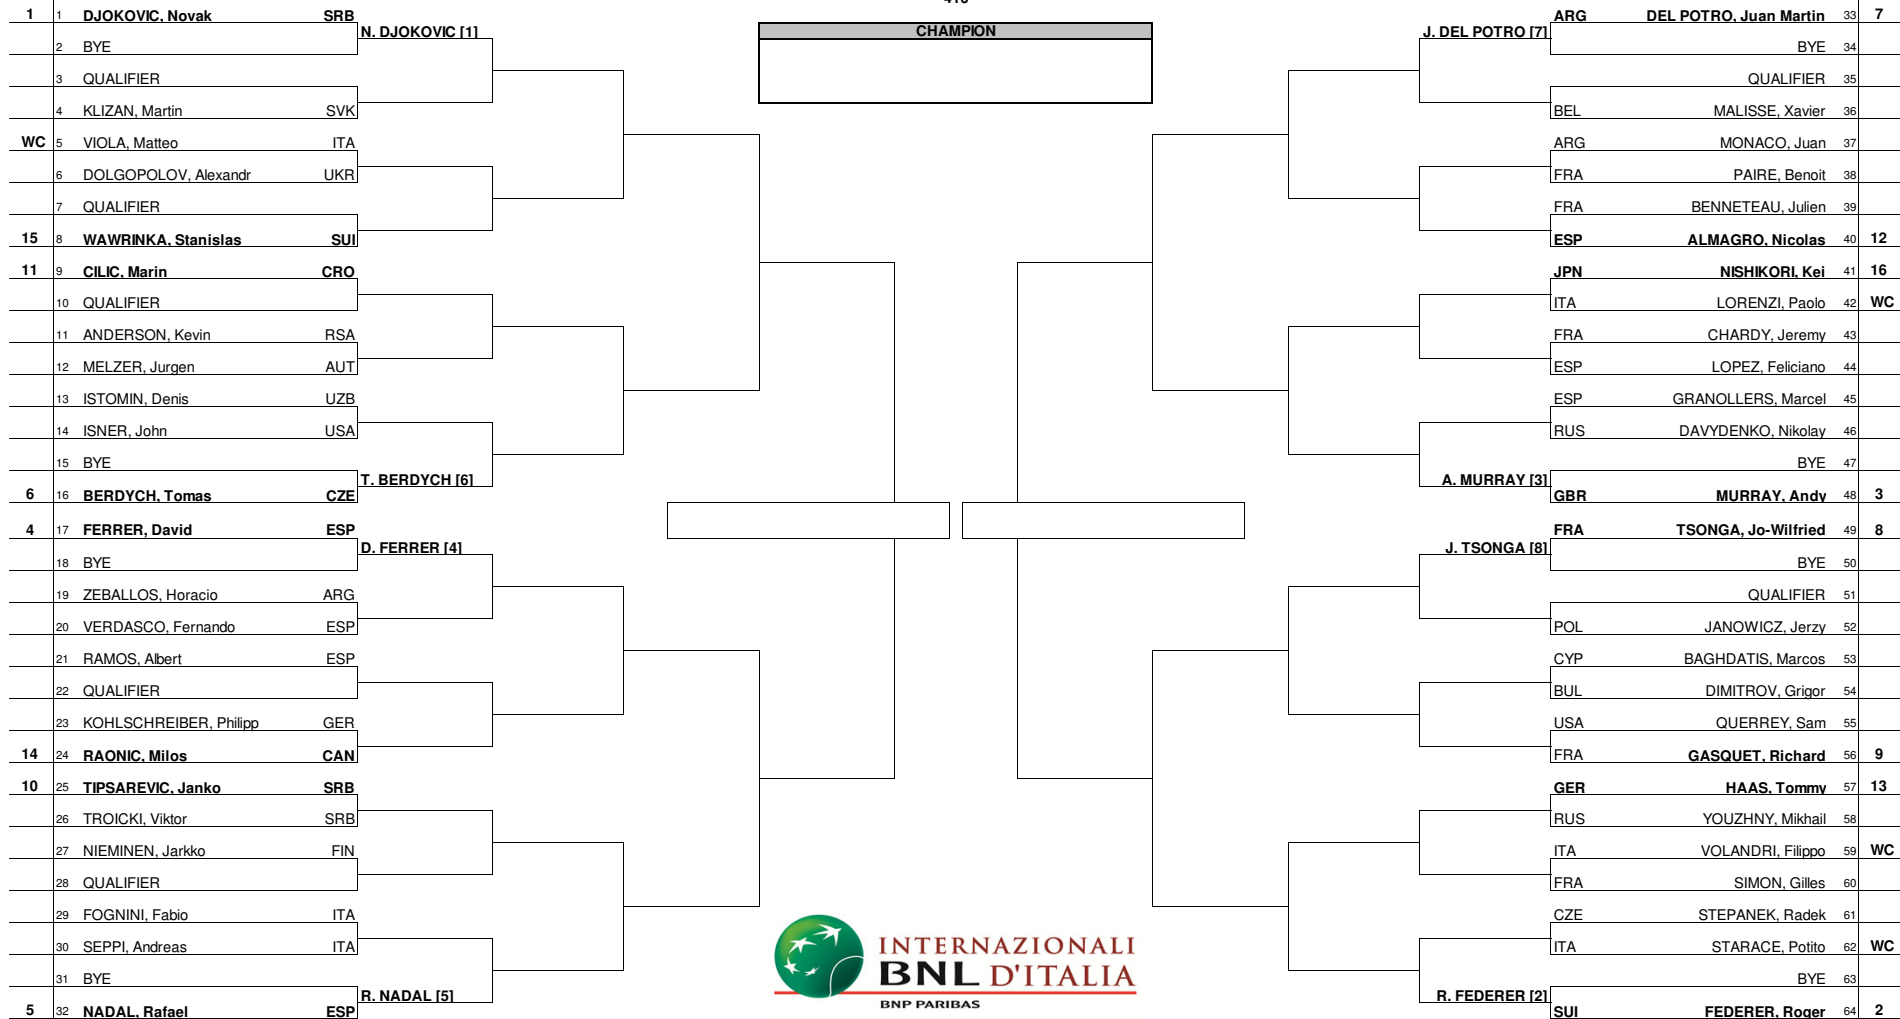 CHAMPION
1 1 DJOKOVIC, Novak SRB
N. DJOKOVIC [1]
2 BYE
3 QUALIFIER
4 KLIZAN, Martin SVK
WC 5 VIOLA, Matteo ITA
6 DOLGOPOLOV, Alexandr UKR
7 QUALIFIER
15 8 WAWRINKA, Stanislas SUI
11 9 CILIC, Marin CRO
10 QUALIFIER
11 ANDERSON, Kevin RSA
12 MELZER, Jurgen AUT
13 ISTOMIN, Denis UZB
14 ISNER, John USA
15 BYE
T. BERDYCH [6]
6 16 BERDYCH, Tomas CZE
4 17 FERRER, David ESP
D. FERRER [4]
18 BYE
19 ZEBALLOS, Horacio ARG
20 VERDASCO, Fernando ESP
21 RAMOS, Albert ESP
22 QUALIFIER
23 KOHLSCHREIBER, Philipp GER
14 24 RAONIC, Milos CAN
10 25 TIPSAREVIC, Janko SRB
26 TROICKI, Viktor SRB
27 NIEMINEN, Jarkko FIN
28 QUALIFIER
29 FOGNINI, Fabio ITA
30 SEPPI, Andreas ITA
31 BYE
R. NADAL [5]
5 32 NADAL, Rafael ESP
ARG DEL POTRO, Juan Martin 33 7
J. DEL POTRO [7]
BYE 34
QUALIFIER 35
BEL MALISSE, Xavier 36
ARG MONACO, Juan 37
FRA PAIRE, Benoit 38
FRA BENNETEAU, Julien 39
ESP ALMAGRO, Nicolas 40 12
JPN NISHIKORI, Kei 41 16
ITA LORENZI, Paolo 42 WC
FRA CHARDY, Jeremy 43
ESP LOPEZ, Feliciano 44
ESP GRANOLLERS, Marcel 45
RUS DAVYDENKO, Nikolay 46
BYE 47
A. MURRAY [3]
GBR MURRAY, Andy 48 3
FRA TSONGA, Jo-Wilfried 49 8
J. TSONGA [8]
BYE 50
QUALIFIER 51
POL JANOWICZ, Jerzy 52
CYP BAGHDATIS, Marcos 53
BUL DIMITROV, Grigor 54
USA QUERREY, Sam 55
FRA GASQUET, Richard 56 9
GER HAAS, Tommy 57 13
RUS YOUZHNY, Mikhail 58
ITA VOLANDRI, Filippo 59 WC
FRA SIMON, Gilles 60
CZE STEPANEK, Radek 61
ITA STARACE, Potito 62 WC
BYE 63
R. FEDERER [2]
SUI FEDERER, Roger 64 2
INTERNAZIONALI
BNL D'ITALIA
BNP PARIBAS